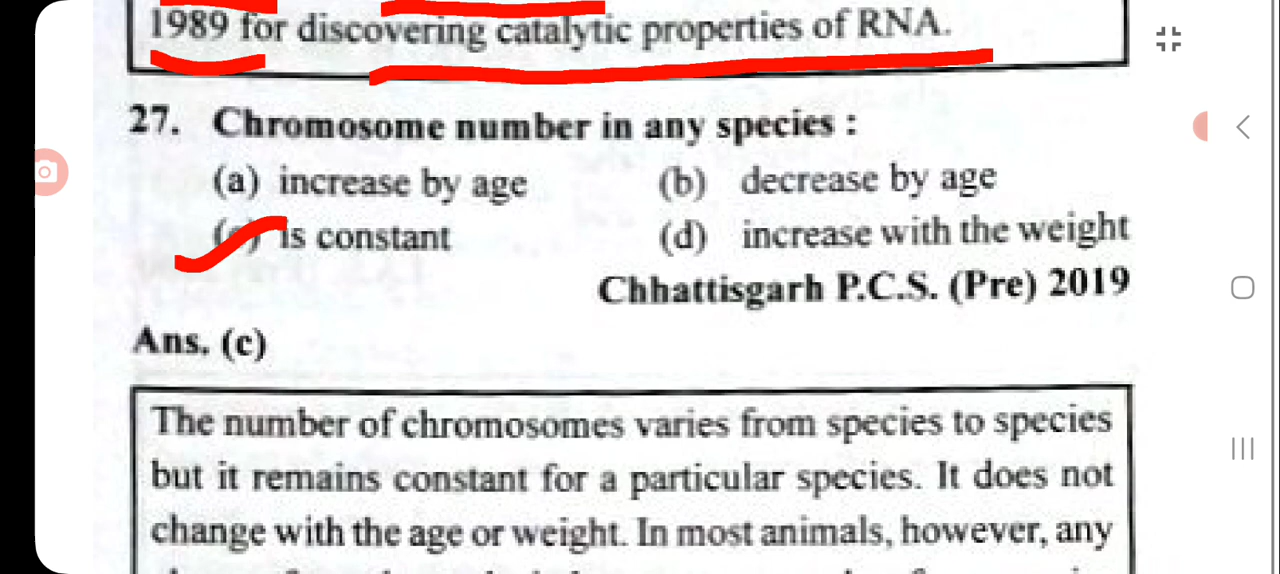 1989 for discovering catalytic properties of RNA.
27. Chromosome number in any species :
(a) increase by age (b) decrease by age
(c) is constant (d) increase with the weight
Chhattisgarh P.C.S. (Pre) 2019
Ans. (c)
The number of chromosomes varies from species to species
but it remains constant for a particular species. It does not
change with the age or weight. In most animals, however, any